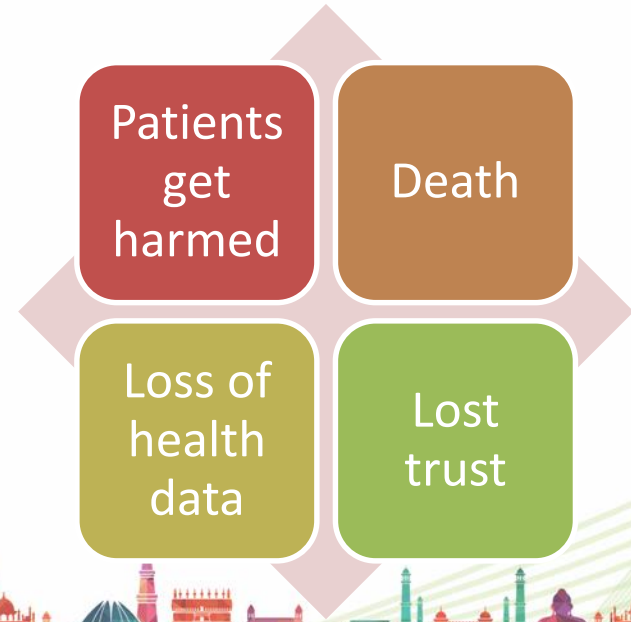 Patients
get
harmed
Death
Loss of
health
data
Lost
trust